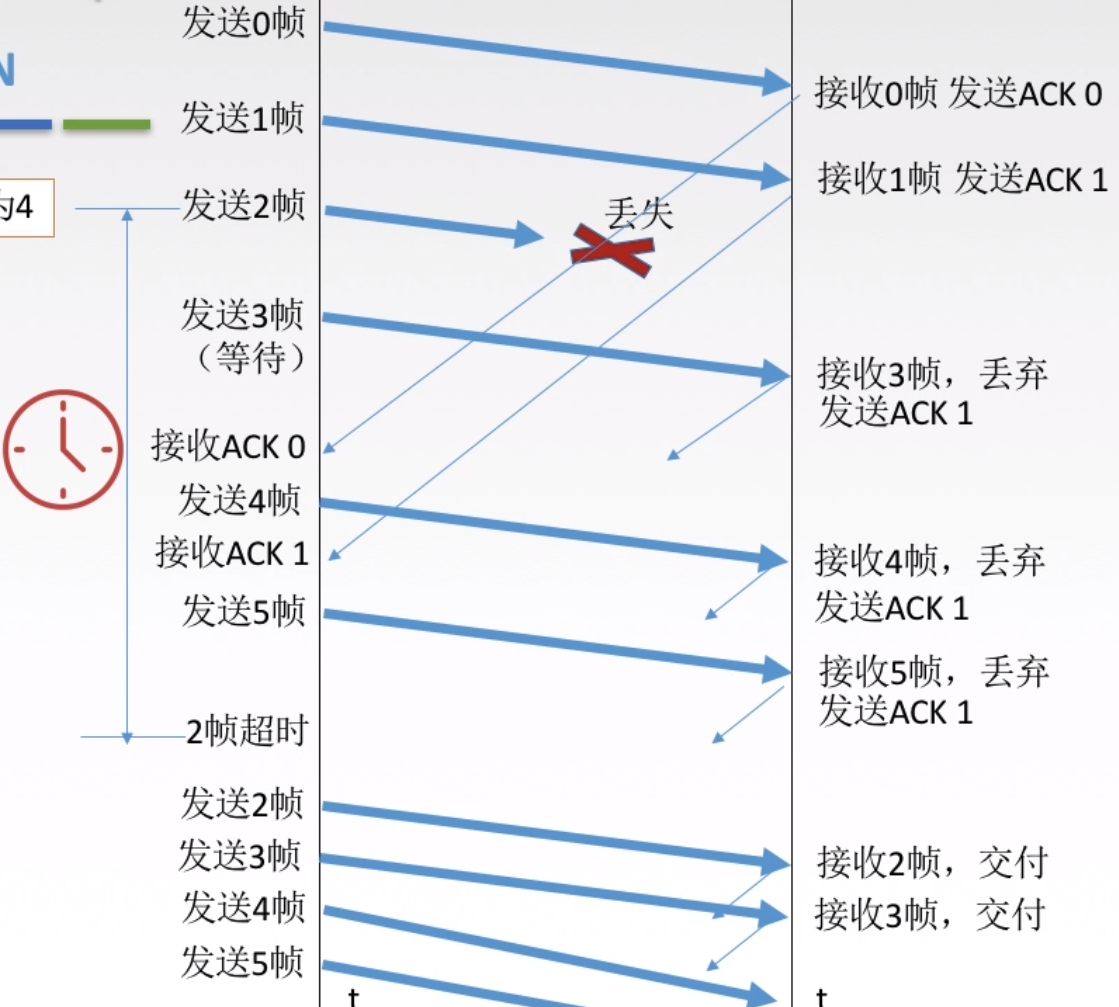 发送0帧
N
接收0帧 发送ACK 0
发送1帧
接收1帧 发送ACK 1
为4
发送2帧
丢失
发送3帧
（等待）
接收3帧，丢弃
发送ACK 1
接收ACK 0
发送4帧
接收ACK 1
接收4帧，丢弃
发送ACK 1
发送5帧
接收5帧，丢弃
发送ACK 1
2帧超时
发送2帧
发送3帧
接收2帧，交付
发送4帧
接收3帧，交付
发送5帧
t
t